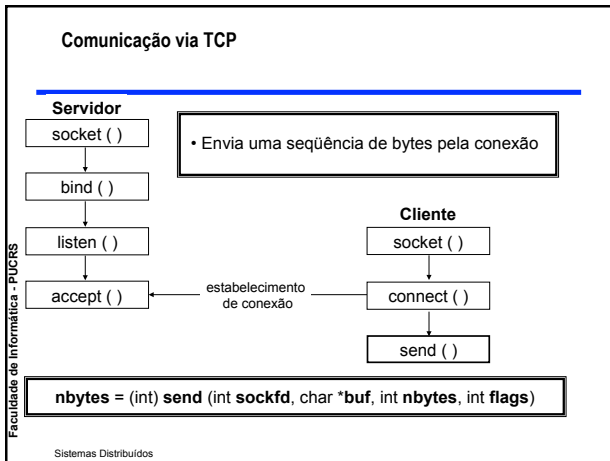 Comunicação via TCP
Servidor
socket ( )
• Envia uma seqüência de bytes pela conexão
bind ( )
Cliente
listen ( )
socket ( )
accept ( )
estabelecimento
de conexão
connect ( )
send ( )
nbytes = (int) send (int sockfd, char *buf, int nbytes, int flags)
Faculdade de Informática - PUCRS
Sistemas Distribuídos